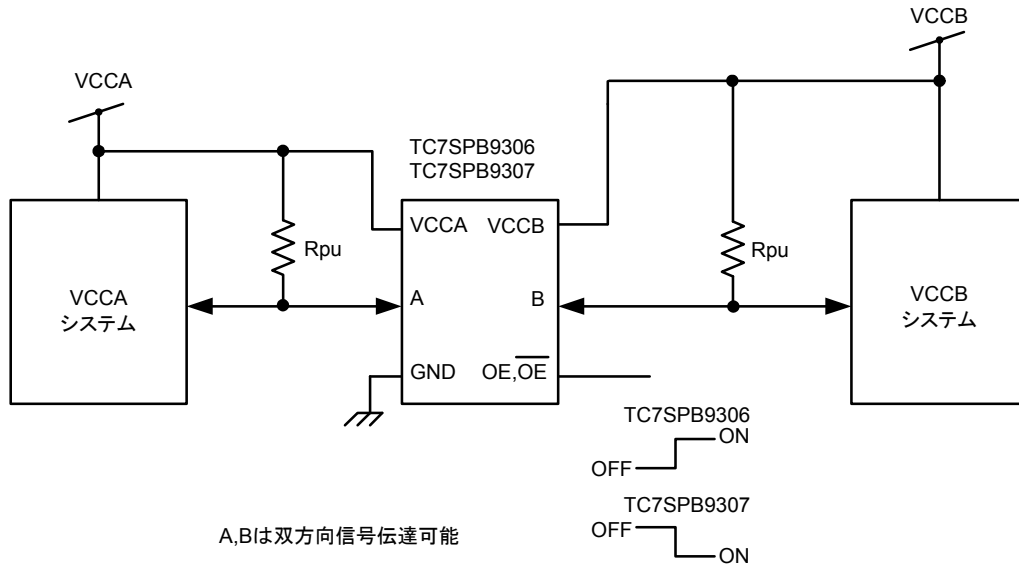 VCCB
VCCA
TC7SPB9306
TC7SPB9307
VCCA VCCB
Rpu
Rpu
A B
VCCA
システム
VCCB
システム
GND OE,O̅E̅
TC7SPB9306
ON
OFF
TC7SPB9307
OFF
ON
A,Bは双方向信号伝達可能